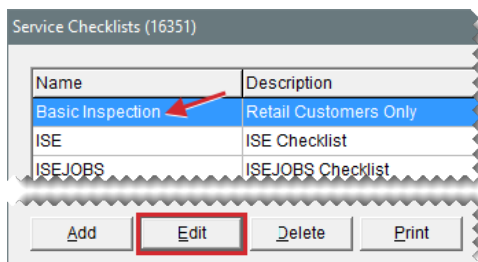 Service Checklists (16351)
Name Description
Basic Inspection Retail Customers Only
ISE ISE Checklist
ISEJOBS ISEJOBS Checklist
Add Edit Delete Print